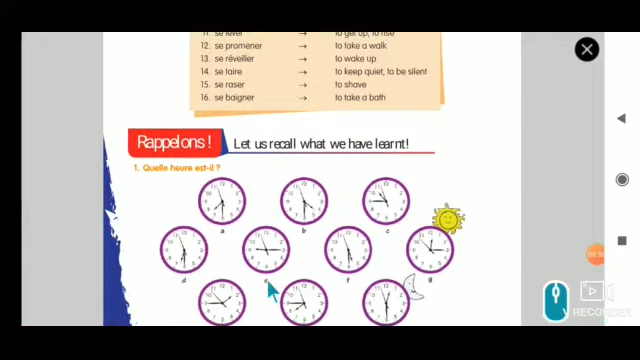 11. se lever → to get up, to rise
12. se promener → to take a walk
13. se réveiller → to wake up
14. se taire → to keep quiet, to be silent
15. se raser → to shave
16. se baigner → to take a bath
Rappelons ! Let us recall what we have learnt!
1. Quelle heure est-il ?
a b c
d e f g
V RECORDER